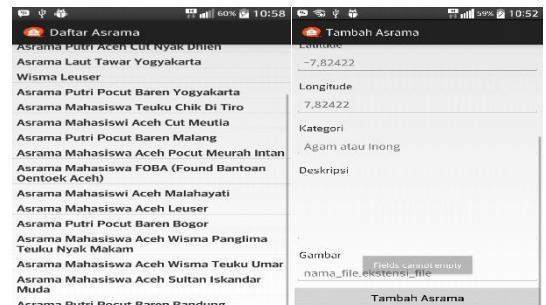 60% 10:58
Daftar Asrama
Asrama Putri Aceh Cut Nyak Dhien
Asrama Laut Tawar Yogyakarta
Wisma Leuser
Asrama Putri Pocut Baren Yogyakarta
Asrama Mahasiswa Teuku Chik Di Tiro
Asrama Mahasiswi Aceh Cut Meutia
Asrama Putri Pocut Baren Malang
Asrama Mahasiswa Aceh Pocut Meurah Intan
Asrama Mahasiswa FOBA (Found Bantoan
Oentoek Aceh)
Asrama Mahasiswi Aceh Malahayati
Asrama Mahasiswa Aceh Leuser
Asrama Putri Pocut Baren Bogor
Asrama Mahasiswa Aceh Wisma Panglima
Teuku Nyak Makam
Asrama Mahasiswa Aceh Wisma Teuku Umar
Asrama Mahasiswa Aceh Sultan Iskandar
Muda
Asrama Putri Pocut Baren Bandung
59% 10:52
Tambah Asrama
Latitude
-7,82422
Longitude
7,82422
Kategori
Agam atau Inong
Deskripsi
Gambar
Fields cannot empty
nama_file.ekstensi_file
Tambah Asrama